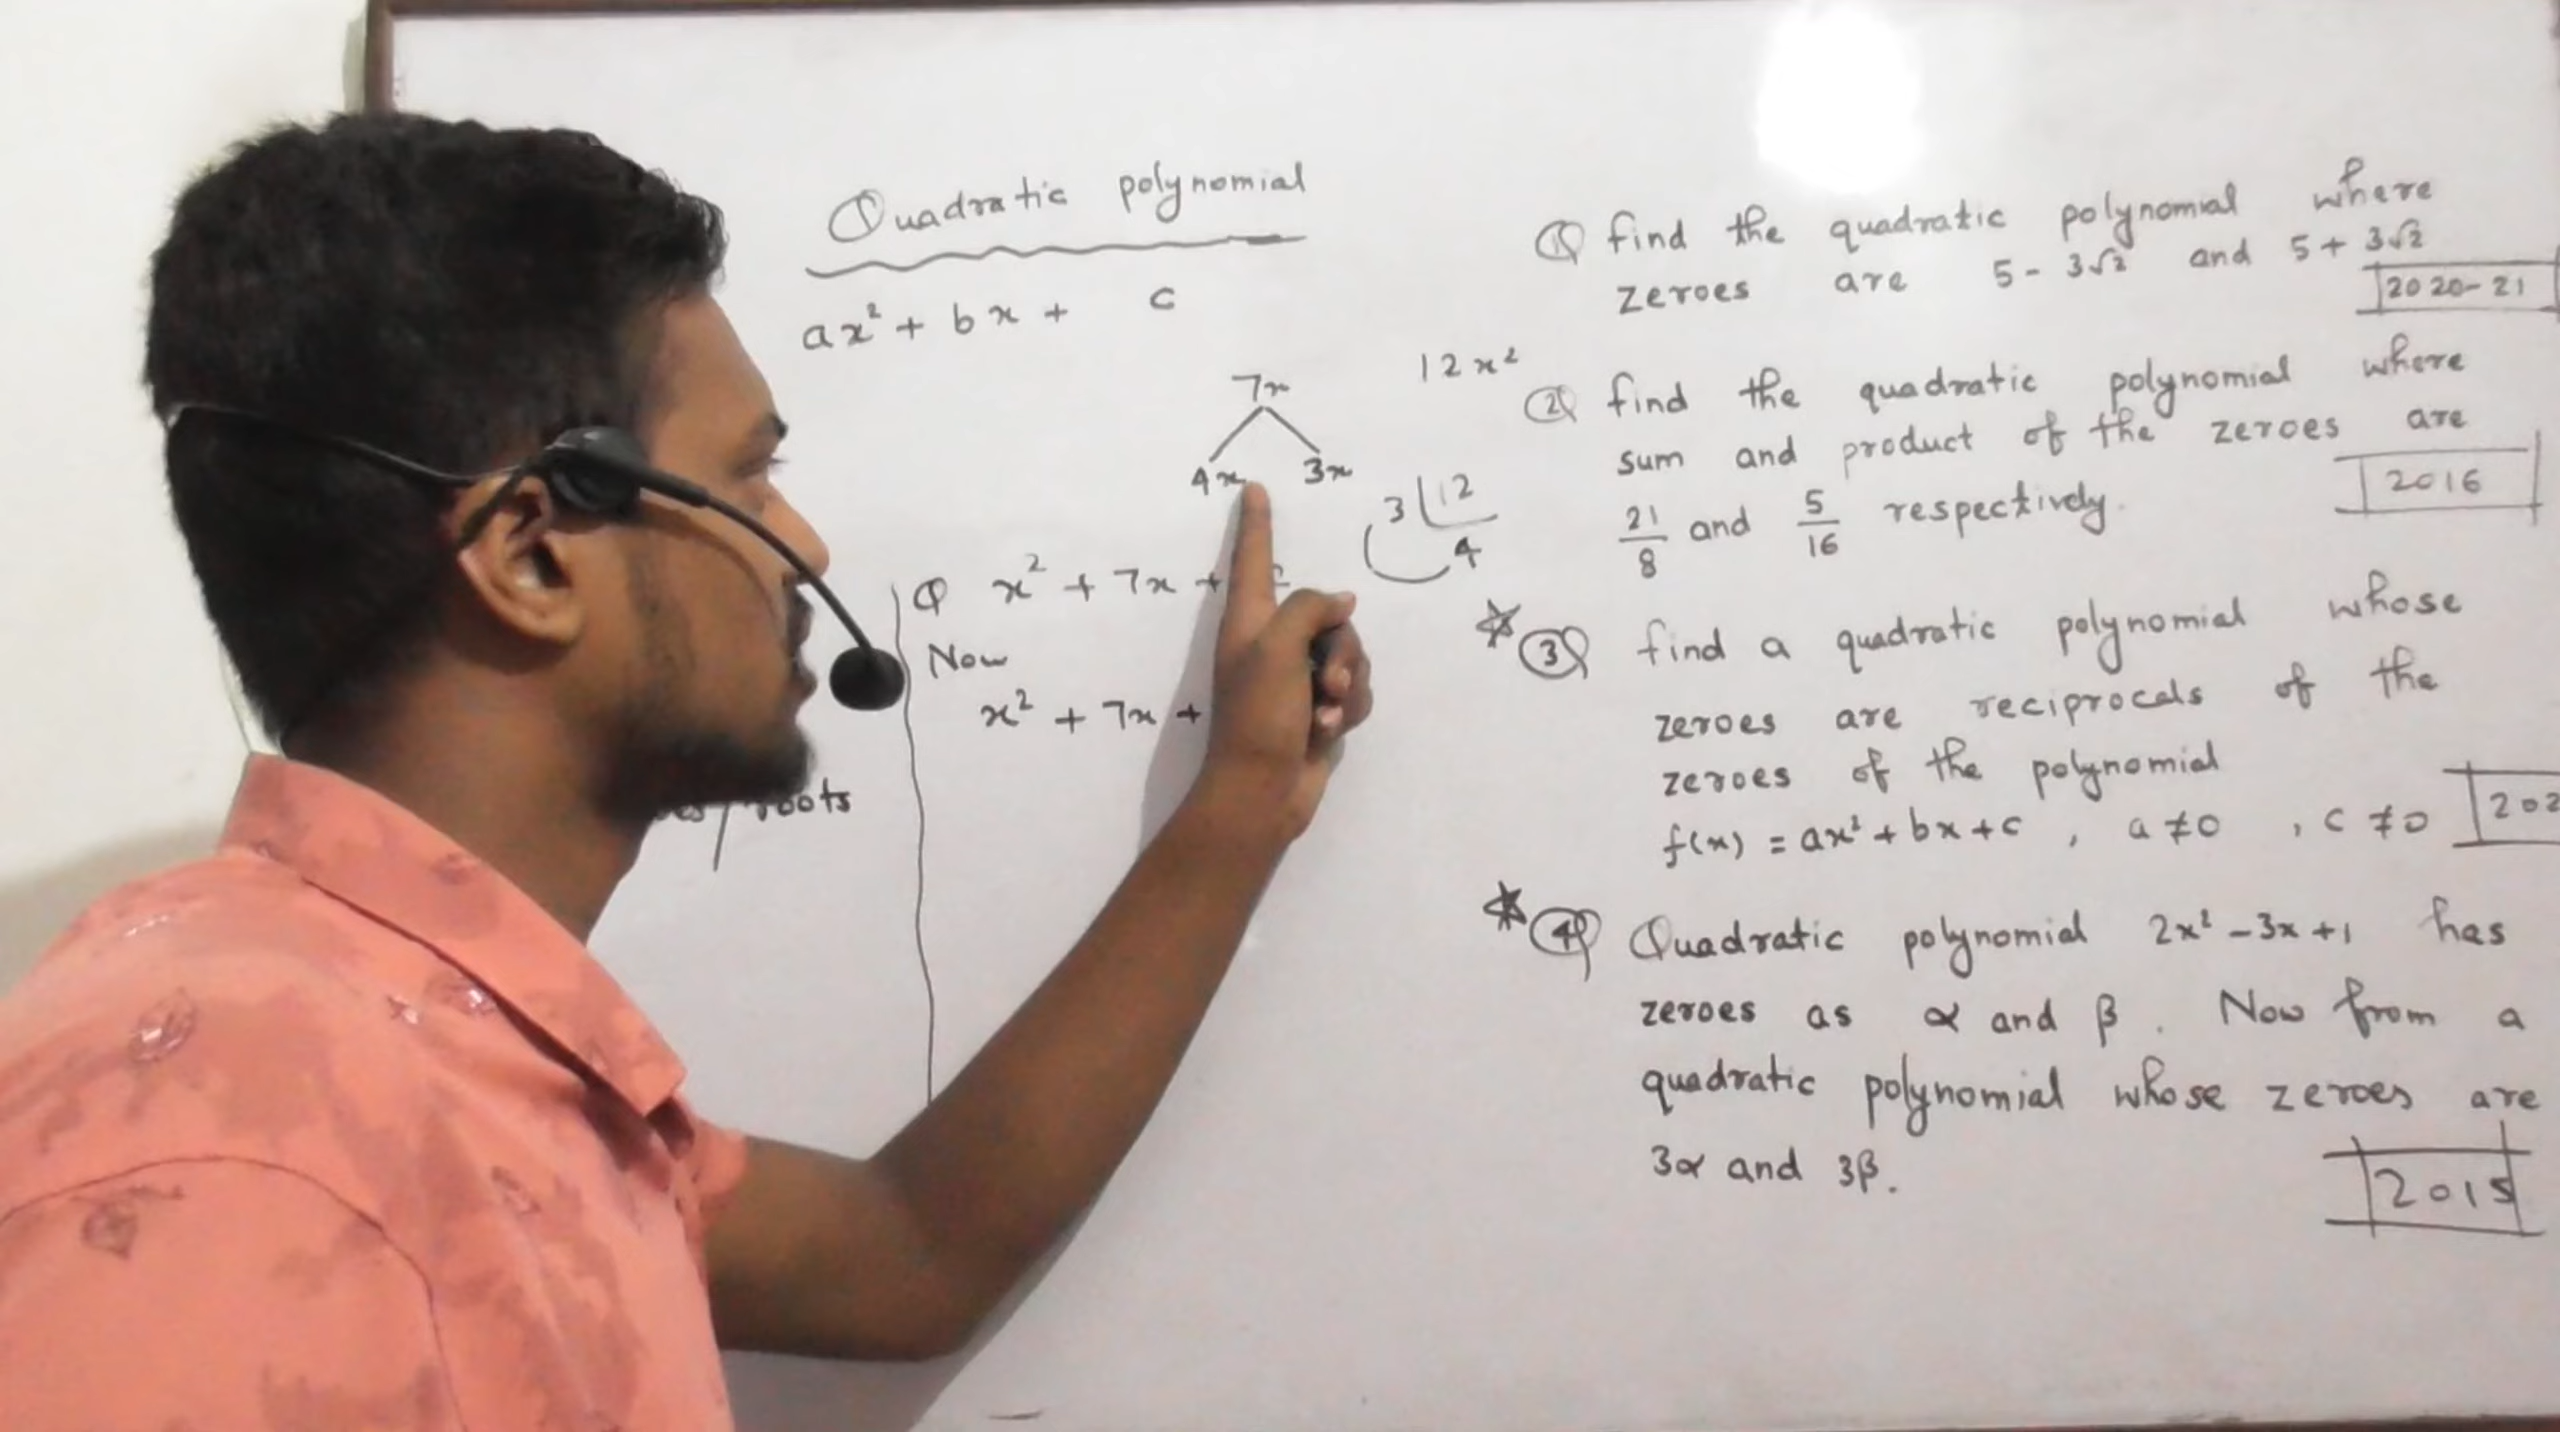 Quadratic polynomial
ax² + bx + c
7x
4x 3x
12x²
3 12
4
Q x² + 7x +
Now
x² + 7x +
roots
1 find the quadratic polynomial where
zeroes are 5 - 3√2 and 5 + 3√2
2020-21
2 find the quadratic polynomial where
sum and product of the zeroes are
21/8 and 5/16 respectively.
2016
☆ 3 find a quadratic polynomial whose
zeroes are reciprocals of the
zeroes of the polynomial
f(x) = ax² + bx + c , a ≠ 0 , c ≠ 0
202
☆ 4 Quadratic polynomial 2x² - 3x + 1 has
zeroes as α and β. Now from a
quadratic polynomial whose zeroes are
3α and 3β.
2015